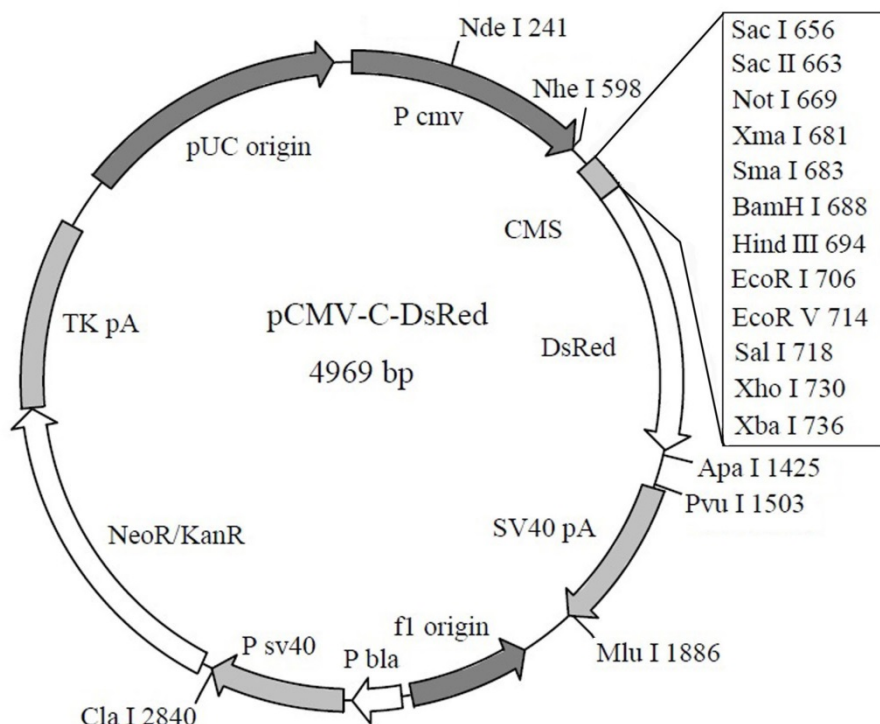 Nde I 241
Nhe I 598
P cmv
pUC origin
CMS
TK pA
pCMV-C-DsRed
4969 bp
DsRed
Sac I 656
Sac II 663
Not I 669
Xma I 681
Sma I 683
BamH I 688
Hind III 694
EcoR I 706
EcoR V 714
Sal I 718
Xho I 730
Xba I 736
Apa I 1425
Pvu I 1503
SV40 pA
NeoR/KanR
f1 origin
P sv40
P bla
Mlu I 1886
Cla I 2840